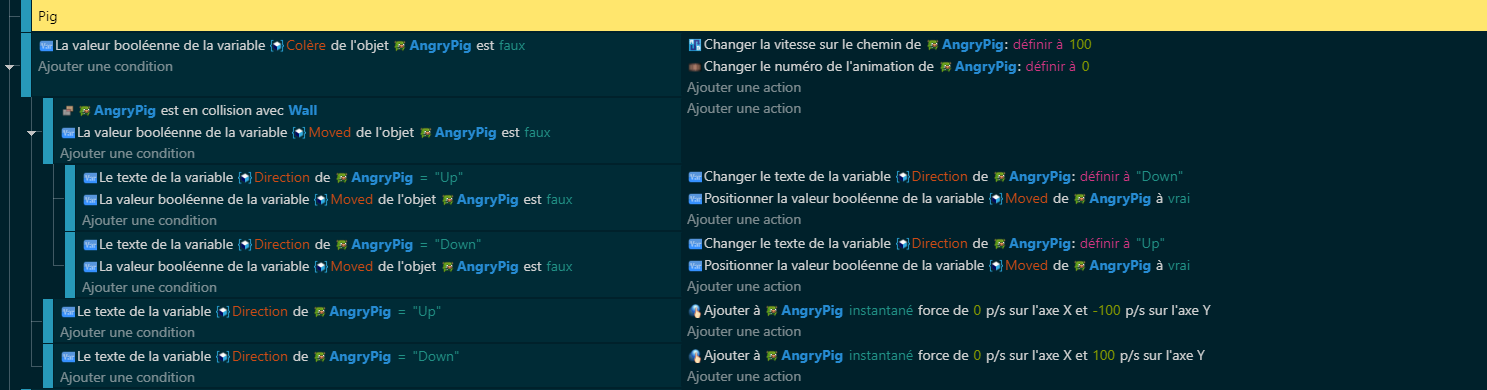 Pig
La valeur booléenne de la variable Colère de l'objet AngryPig est faux
Changer la vitesse sur le chemin de AngryPig: définir à 100
Ajouter une condition
Changer le numéro de l'animation de AngryPig: définir à 0
Ajouter une action
AngryPig est en collision avec Wall
Ajouter une action
La valeur booléenne de la variable Moved de l'objet AngryPig est faux
Ajouter une condition
Le texte de la variable Direction de AngryPig = "Up"
Changer le texte de la variable Direction de AngryPig: définir à "Down"
La valeur booléenne de la variable Moved de l'objet AngryPig est faux
Positionner la valeur booléenne de la variable Moved de AngryPig à vrai
Ajouter une condition
Ajouter une action
Le texte de la variable Direction de AngryPig = "Down"
Changer le texte de la variable Direction de AngryPig: définir à "Up"
La valeur booléenne de la variable Moved de l'objet AngryPig est faux
Positionner la valeur booléenne de la variable Moved de AngryPig à vrai
Ajouter une condition
Ajouter une action
Le texte de la variable Direction de AngryPig = "Up"
Ajouter à AngryPig instantané force de 0 p/s sur l'axe X et -100 p/s sur l'axe Y
Ajouter une condition
Ajouter une action
Le texte de la variable Direction de AngryPig = "Down"
Ajouter à AngryPig instantané force de 0 p/s sur l'axe X et 100 p/s sur l'axe Y
Ajouter une condition
Ajouter une action